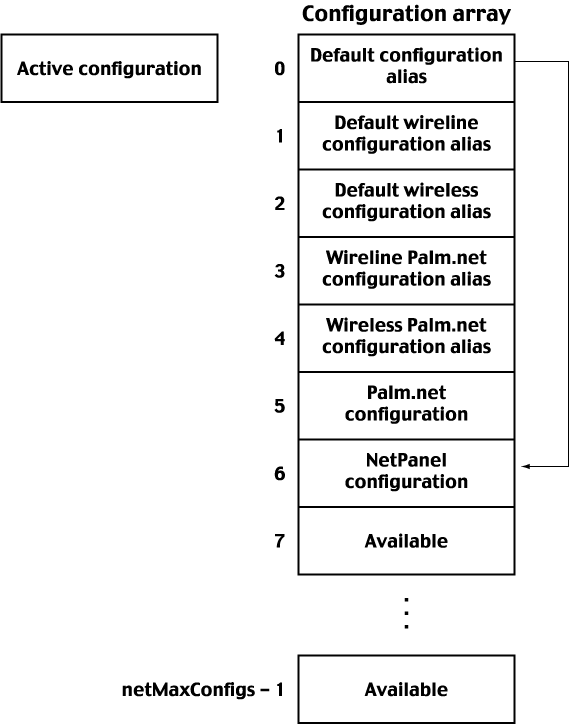 Configuration array
Active configuration
0
Default configuration
alias
1
Default wireline
configuration alias
2
Default wireless
configuration alias
3
Wireline Palm.net
configuration alias
4
Wireless Palm.net
configuration alias
5
Palm.net
configuration
6
NetPanel
configuration
7
Available
netMaxConfigs – 1
Available